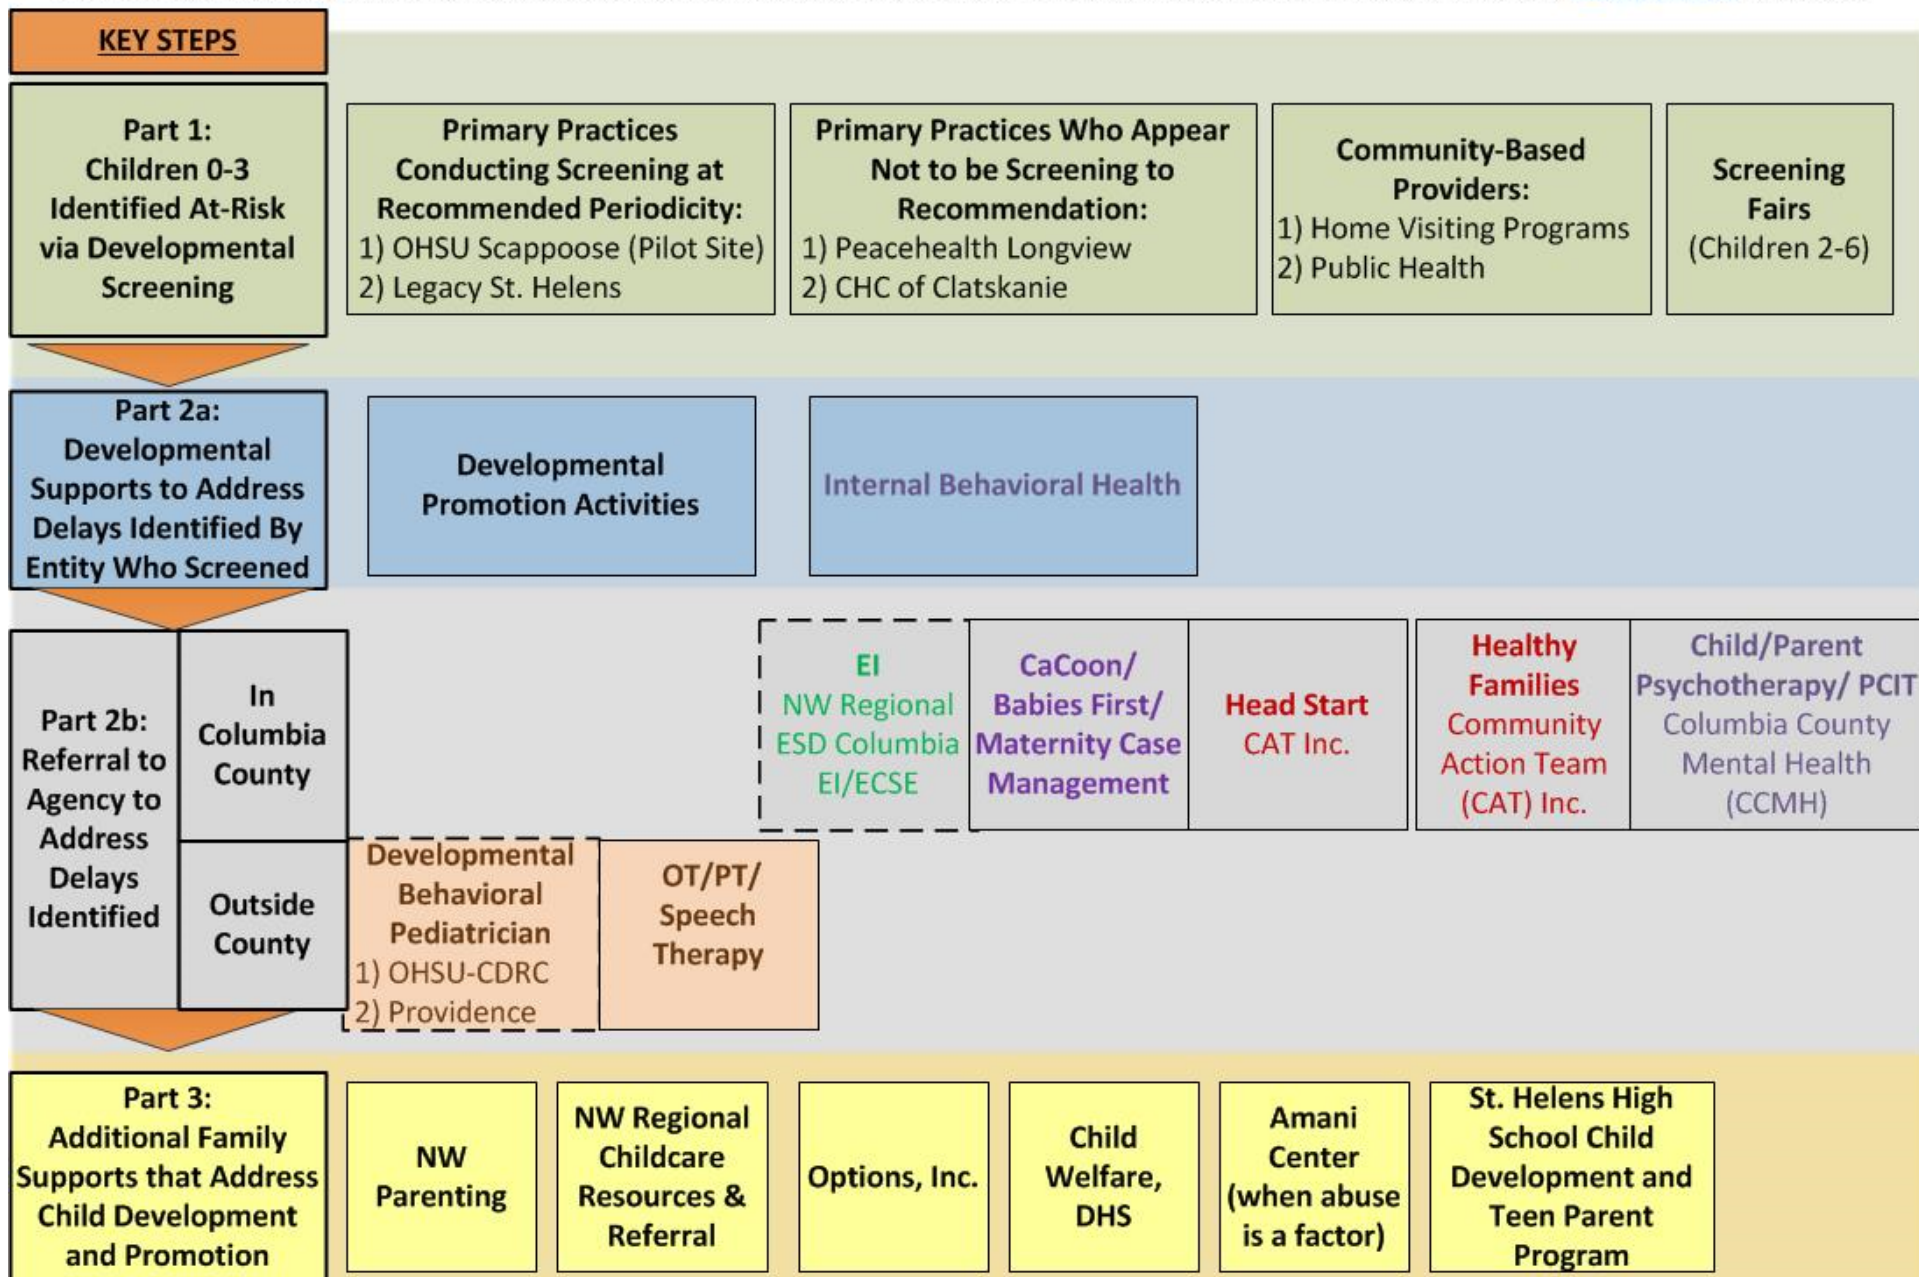 KEY STEPS
Part 1:
Children 0-3
Identified At-Risk
via Developmental
Screening
Primary Practices
Conducting Screening at
Recommended Periodicity:
1) OHSU Scappoose (Pilot Site)
2) Legacy St. Helens
Primary Practices Who Appear
Not to be Screening to
Recommendation:
1) Peacehealth Longview
2) CHC of Clatskanie
Community-Based
Providers:
1) Home Visiting Programs
2) Public Health
Screening
Fairs
(Children 2-6)
Part 2a:
Developmental
Supports to Address
Delays Identified By
Entity Who Screened
Developmental
Promotion Activities
Internal Behavioral Health
Part 2b:
Referral to
Agency to
Address
Delays
Identified
In
Columbia
County
EI
NW Regional
ESD Columbia
EI/ECSE
CaCoon/
Babies First/
Maternity Case
Management
Head Start
CAT Inc.
Healthy
Families
Community
Action Team
(CAT) Inc.
Child/Parent
Psychotherapy/ PCIT
Columbia County
Mental Health
(CCMH)
Outside
County
Developmental
Behavioral
Pediatrician
1) OHSU-CDRC
2) Providence
OT/PT/
Speech
Therapy
Part 3:
Additional Family
Supports that Address
Child Development
and Promotion
NW
Parenting
NW Regional
Childcare
Resources &
Referral
Options, Inc.
Child
Welfare,
DHS
Amani
Center
(when abuse
is a factor)
St. Helens High
School Child
Development and
Teen Parent
Program